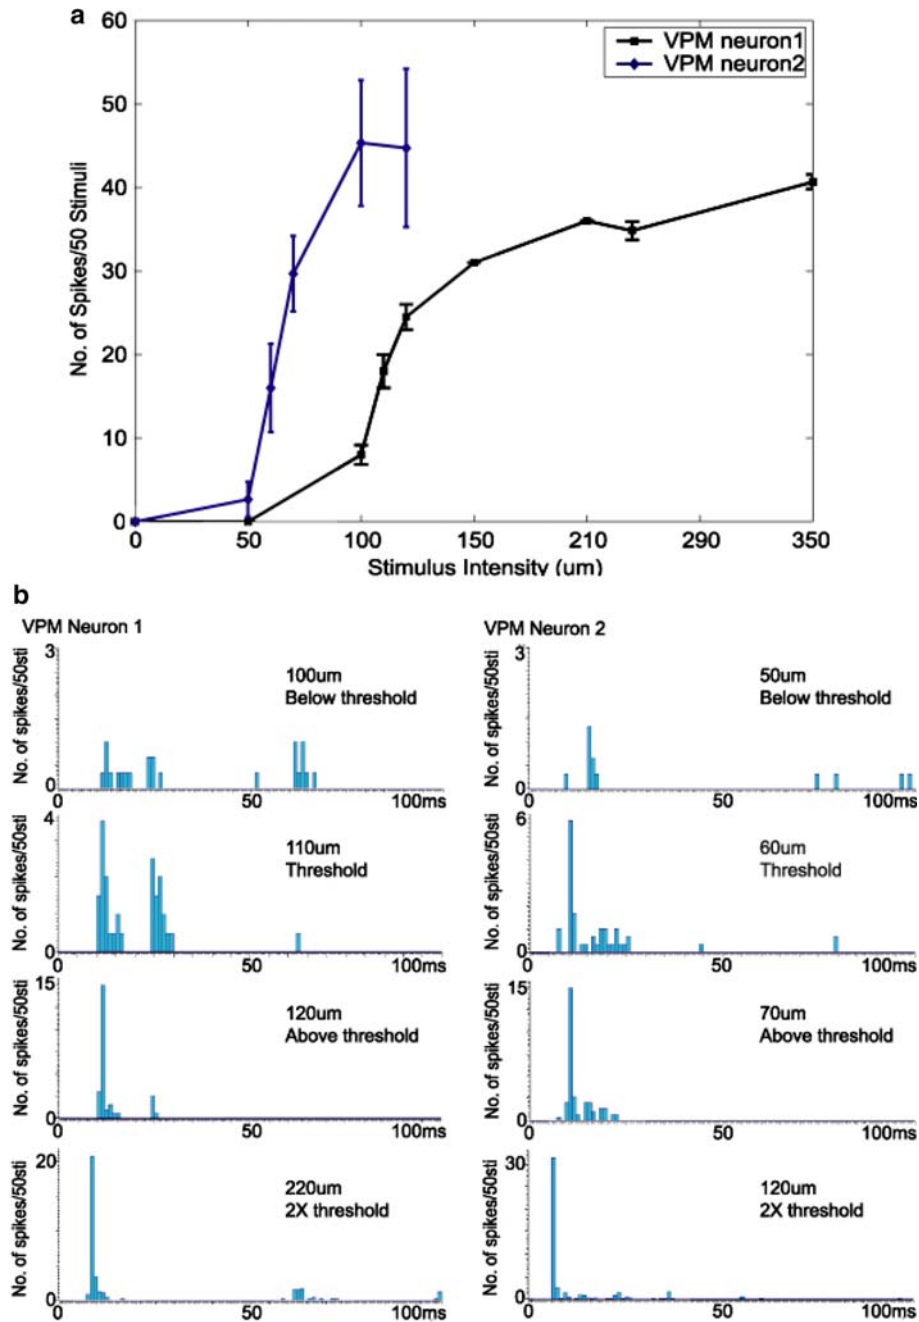 a
60
50
40
30
20
10
0
No. of Spikes/50 Stimuli
VPM neuron1
VPM neuron2
0 50 100 150 210 290 350
Stimulus Intensity (um)
b
VPM Neuron 1
3
0
No. of spikes/50sti
100um
Below threshold
0 50 100ms
4
0
No. of spikes/50sti
110um
Threshold
0 50 100ms
15
0
No. of spikes/50sti
120um
Above threshold
0 50 100ms
20
0
No. of spikes/50sti
220um
2X threshold
0 50 100ms
VPM Neuron 2
3
0
No. of spikes/50sti
50um
Below threshold
0 50 100ms
6
0
No. of spikes/50sti
60um
Threshold
0 50 100ms
15
0
No. of spikes/50sti
70um
Above threshold
0 50 100ms
30
0
No. of spikes/50sti
120um
2X threshold
0 50 100ms